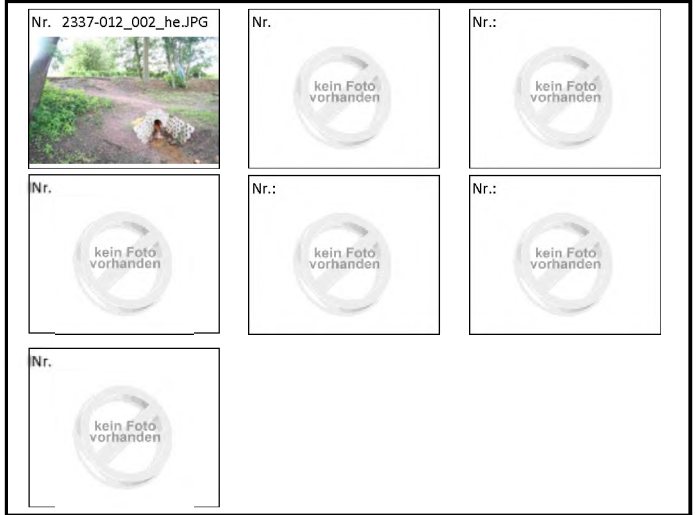 Nr. 2337-012_002_he.JPG
Nr.
kein Foto
vorhanden
Nr.:
kein Foto
vorhanden
Nr.
kein Foto
vorhanden
Nr.:
kein Foto
vorhanden
Nr.:
kein Foto
vorhanden
Nr.
kein Foto
vorhanden